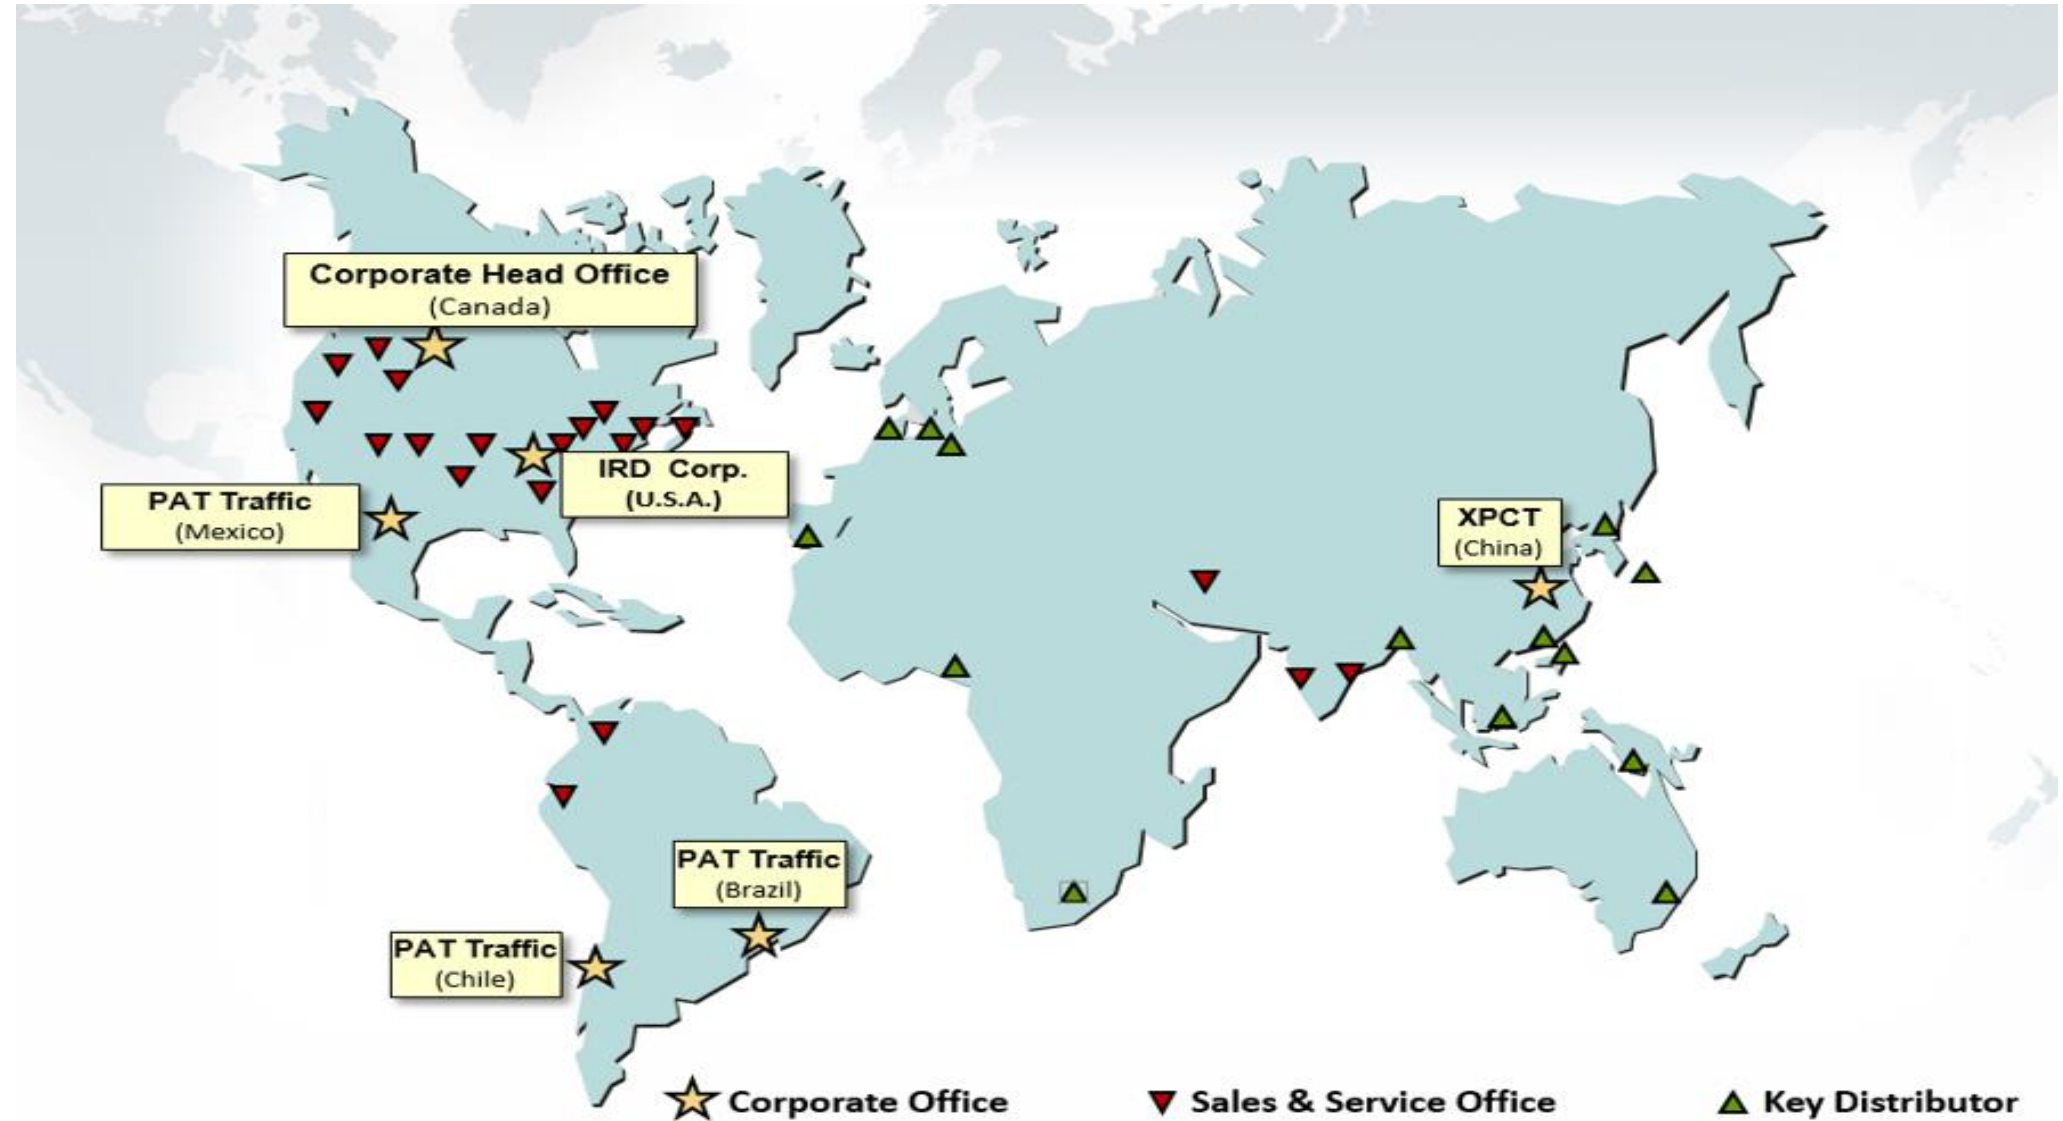 Corporate Head Office
(Canada)
IRD Corp.
(U.S.A.)
PAT Traffic
(Mexico)
XPCT
(China)
PAT Traffic
(Brazil)
PAT Traffic
(Chile)
Corporate Office
Sales & Service Office
Key Distributor